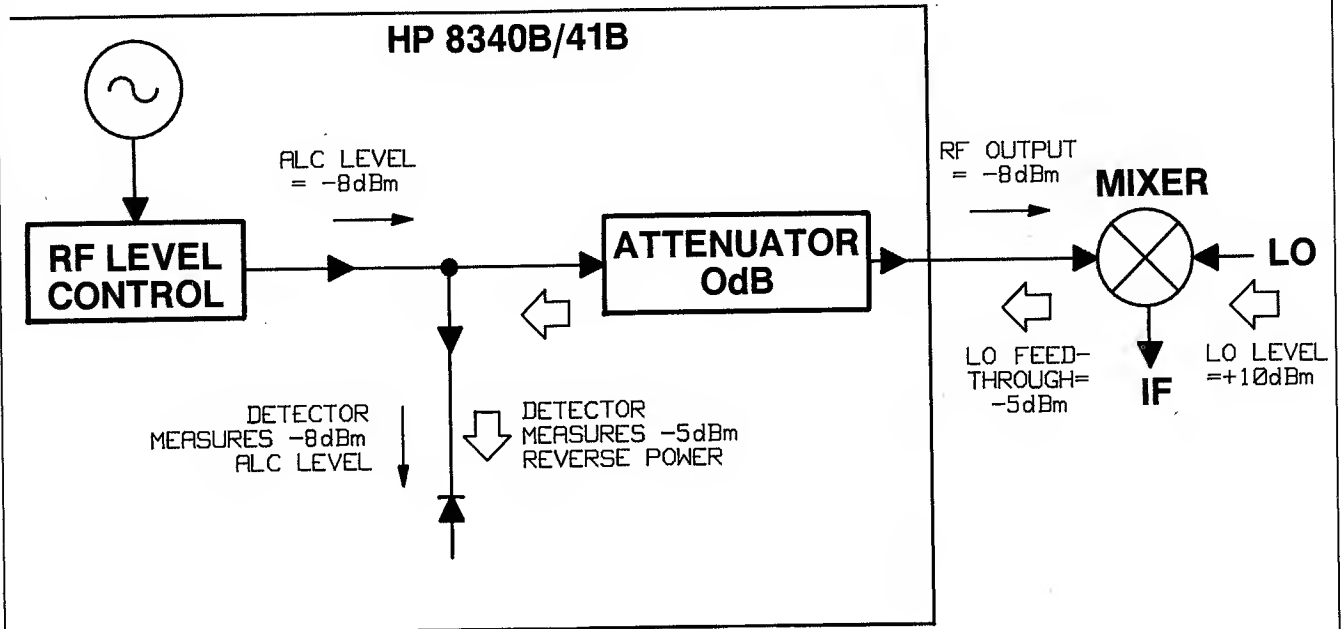 HP 8340B/41B
ALC LEVEL
= -8dBm
RF OUTPUT
= -8dBm
MIXER
RF LEVEL
CONTROL
ATTENUATOR
0dB
LO
LO FEED-
THROUGH=
-5dBm
LO LEVEL
=+10dBm
IF
DETECTOR
MEASURES -8dBm
ALC LEVEL
DETECTOR
MEASURES -5dBm
REVERSE POWER